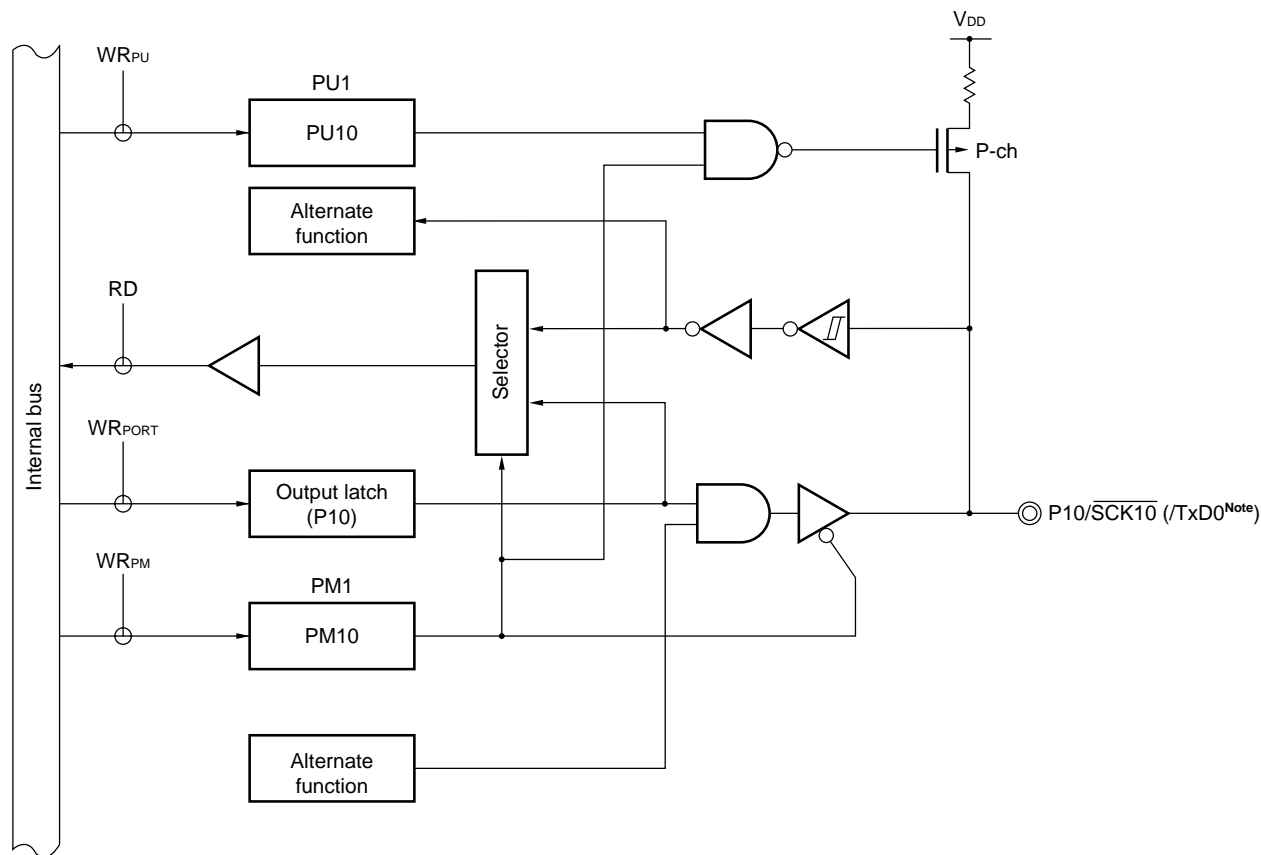 VDD
WRPU
PU1
PU10
P-ch
Alternate
function
RD
Selector
Internal bus
WRPORT
Output latch
(P10)
P10/SCK10 (/TxD0Note)
WRPM
PM1
PM10
Alternate
function